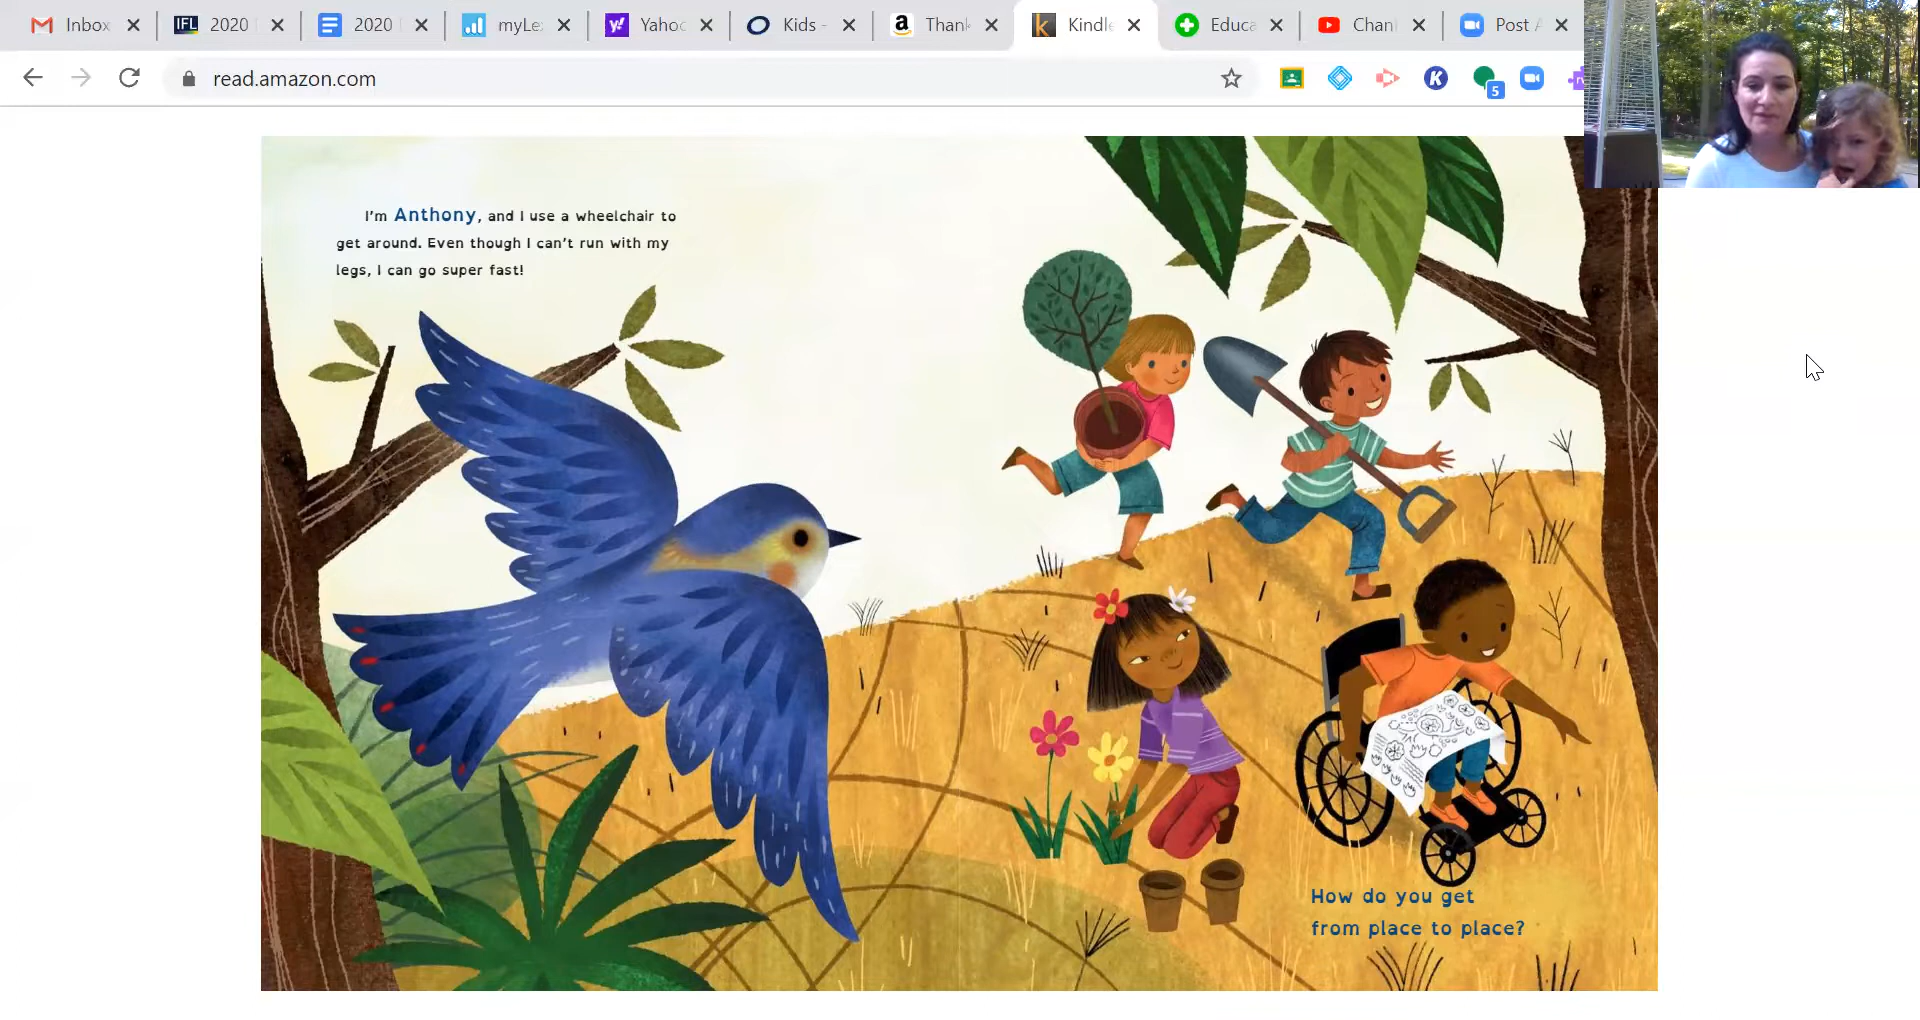 Inbox
IFL 2020
2020
myLe
Yahoo
Kids -
Thank
Kindle
Educa
Chan
Post A
read.amazon.com
K
5
I'm Anthony, and I use a wheelchair to
get around. Even though I can't run with my
legs, I can go super fast!
How do you get
from place to place?